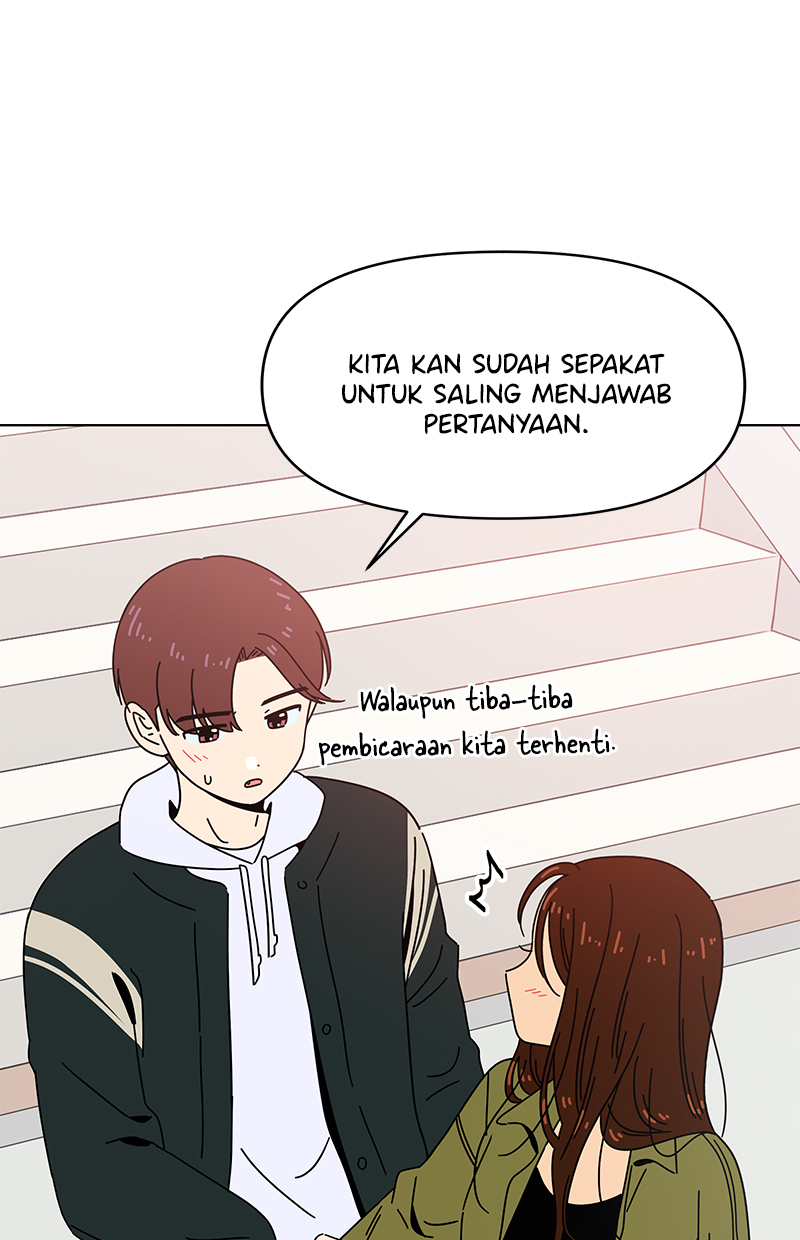 KITA KAN SUDAH SEPAKAT
UNTUK SALING MENJAWAB
PERTANYAAN.
Walaupun tiba-tiba
pembicaraan kita terhenti.